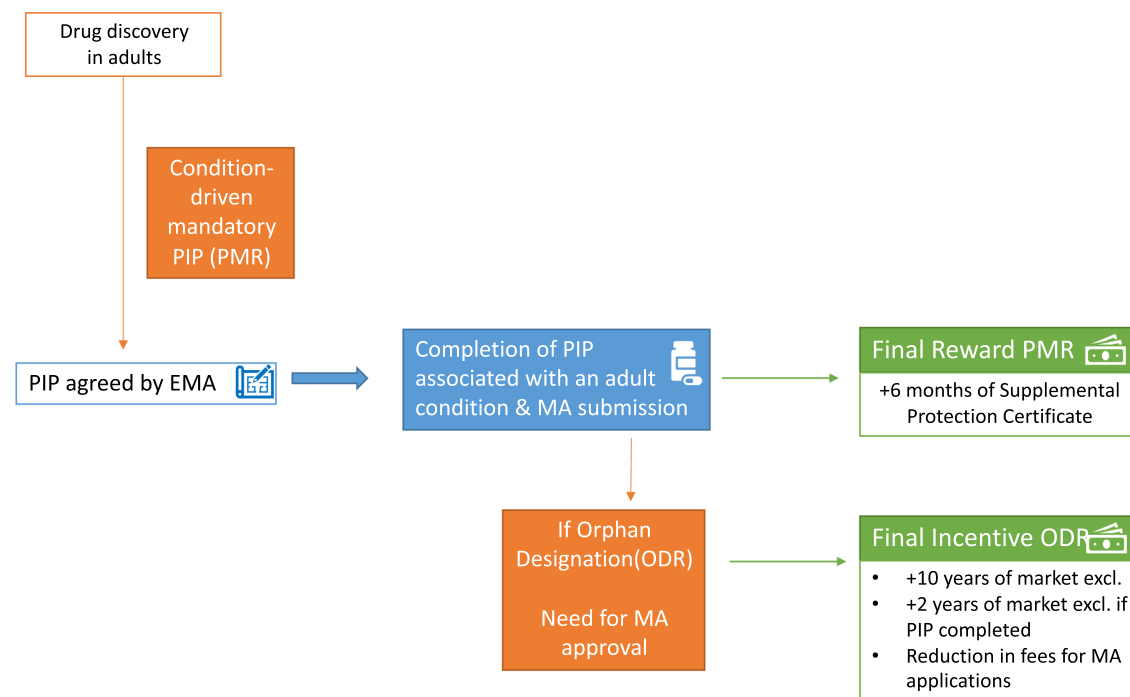 Drug discovery
in adults
Condition-
driven
mandatory
PIP (PMR)
PIP agreed by EMA
Completion of PIP
associated with an adult
condition & MA submission
Final Reward PMR
+6 months of Supplemental
Protection Certificate
If Orphan
Designation(ODR)
Need for MA
approval
Final Incentive ODR
• +10 years of market excl.
• +2 years of market excl. if
PIP completed
• Reduction in fees for MA
applications